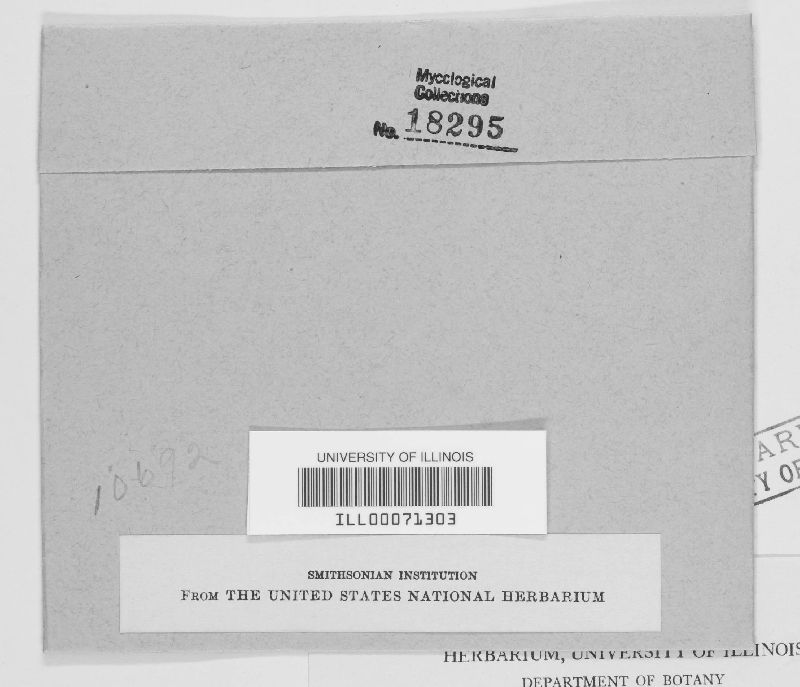 Mycological
Collections
No. 18295
10692
UNIVERSITY OF ILLINOIS
ILL00071303
SMITHSONIAN INSTITUTION
FROM THE UNITED STATES NATIONAL HERBARIUM
HERBARIUM, UNIVERSITY OF ILLINOIS
DEPARTMENT OF BOTANY